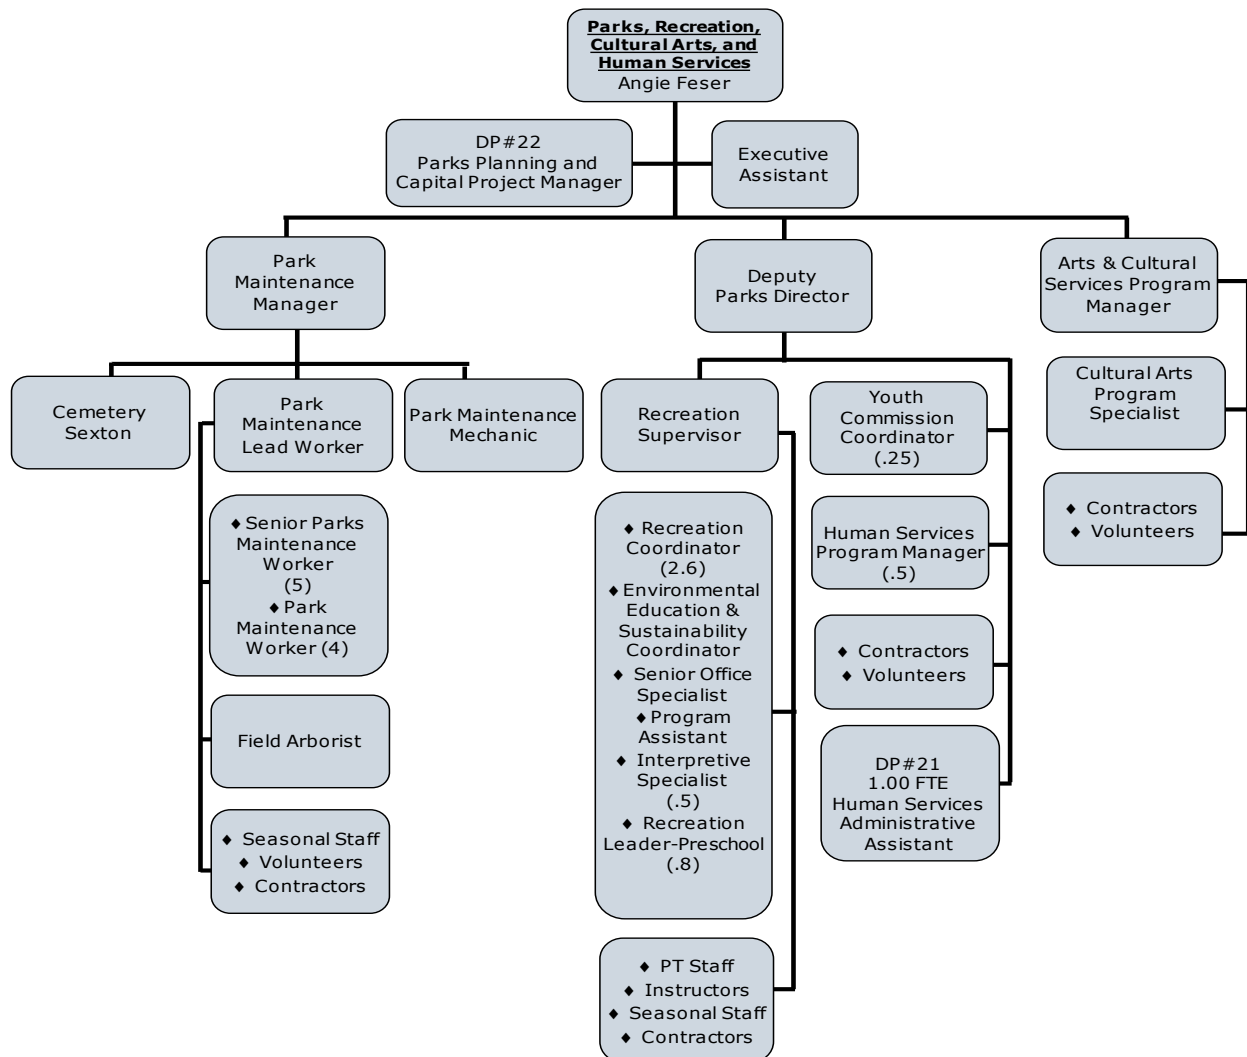 Parks, Recreation,
Cultural Arts, and
Human Services
Angie Feser
DP#22
Parks Planning and
Capital Project Manager
Executive
Assistant
Park
Maintenance
Manager
Deputy
Parks Director
Arts & Cultural
Services Program
Manager
Cemetery
Sexton
Park
Maintenance
Lead Worker
Park Maintenance
Mechanic
♦ Senior Parks
Maintenance
Worker
(5)
♦ Park
Maintenance
Worker (4)
Field Arborist
♦ Seasonal Staff
♦ Volunteers
♦ Contractors
Recreation
Supervisor
♦ Recreation
Coordinator
(2.6)
♦ Environmental
Education &
Sustainability
Coordinator
♦ Senior Office
Specialist
♦ Program
Assistant
♦ Interpretive
Specialist
(.5)
♦ Recreation
Leader-Preschool
(.8)
♦ PT Staff
♦ Instructors
♦ Seasonal Staff
♦ Contractors
Youth
Commission
Coordinator
(.25)
Human Services
Program Manager
(.5)
♦ Contractors
♦ Volunteers
DP#21
1.00 FTE
Human Services
Administrative
Assistant
Cultural Arts
Program
Specialist
♦ Contractors
♦ Volunteers